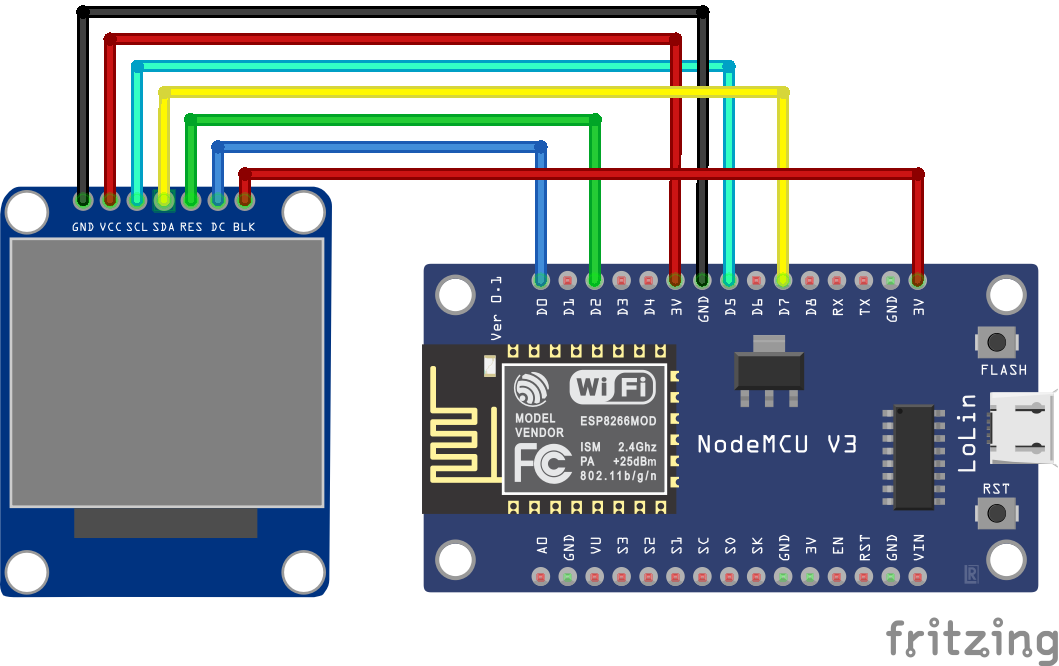 GND VCC SCL SDA RES DC BLK
Ver 0.1
D0 D1 D2 D3 D4 3V GND D5 D6 D7 D8 RX TX GND 3V
FLASH
WiFi
MODEL
VENDOR
ESP8266MOD
FC
ISM 2.4Ghz
PA +25dBm
802.11b/g/n
NodeMCU V3
LoLin
RST
A0 GND VU S3 S2 S1 SC S0 SK GND 3V EN RST GND VIN
R
fritzing